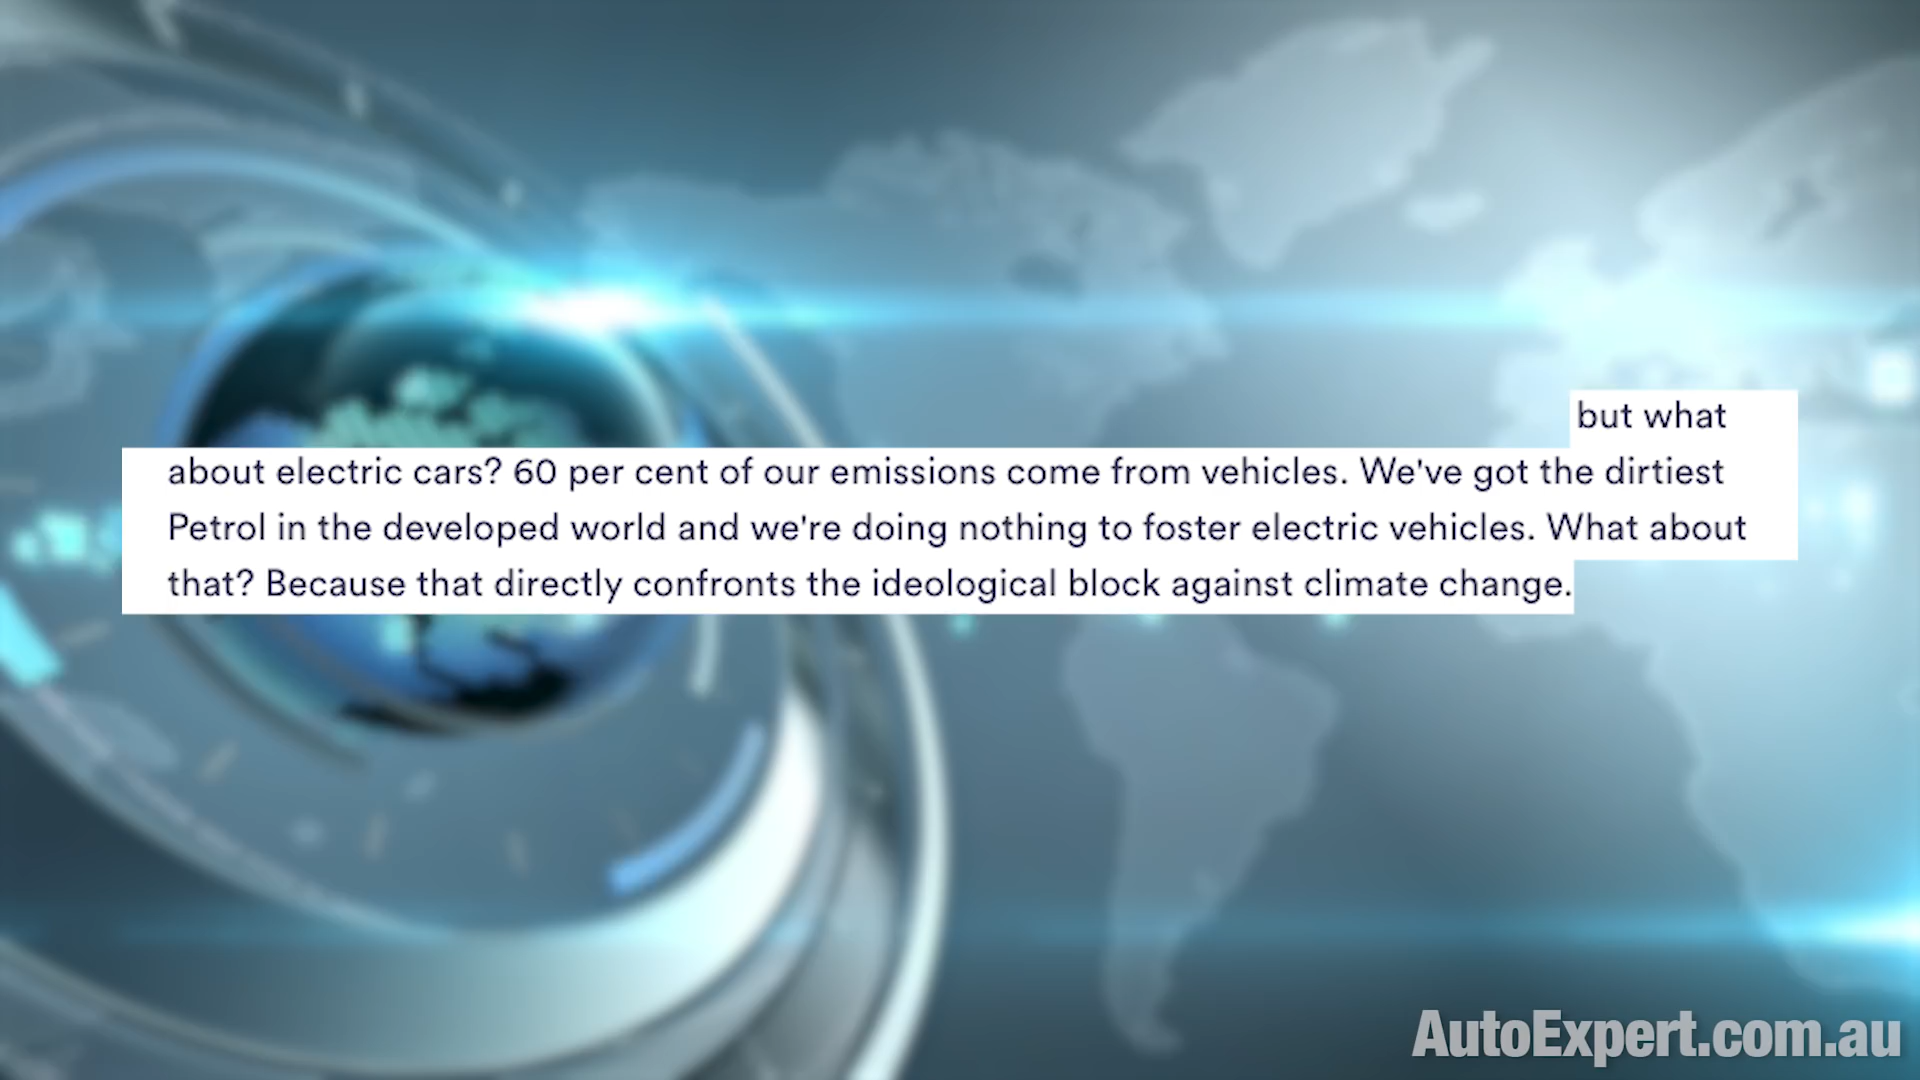 but what
about electric cars? 60 per cent of our emissions come from vehicles. We've got the dirtiest
Petrol in the developed world and we're doing nothing to foster electric vehicles. What about
that? Because that directly confronts the ideological block against climate change.
AutoExpert.com.au